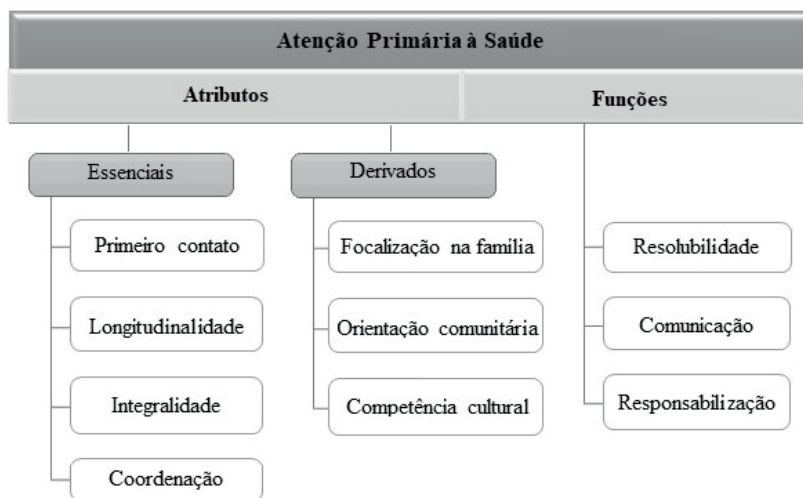 Atenção Primária à Saúde
Atributos
Funções
Essenciais
Derivados
Primeiro contato
Focalização na família
Resolubilidade
Longitudinalidade
Orientação comunitária
Comunicação
Integralidade
Competência cultural
Responsabilização
Coordenação